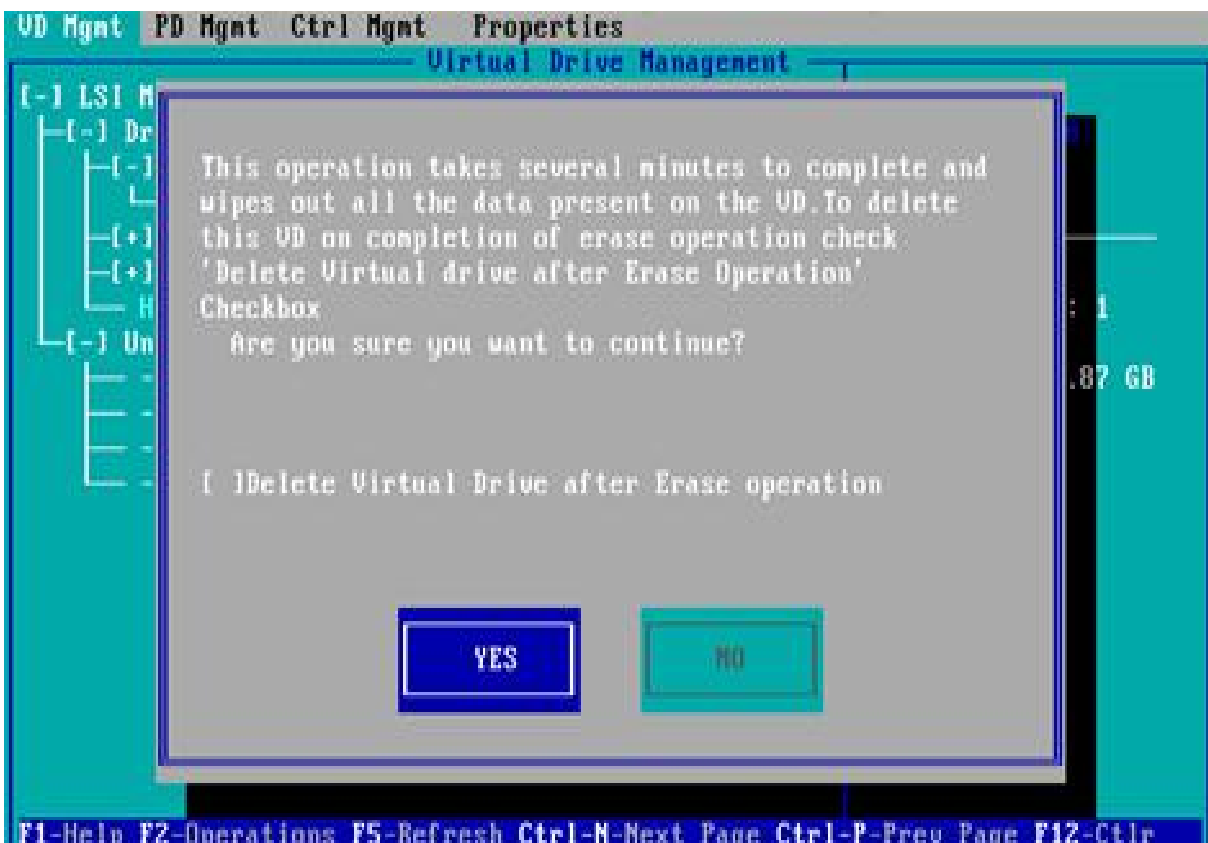 VD Mgmt PD Mgmt Ctrl Mgmt Properties
Virtual Drive Management
[-] LSI M
[-] Dr
[-]
[+]
[+]
H
[-] Un
This operation takes several minutes to complete and
wipes out all the data present on the VD.To delete
this VD on completion of erase operation check
'Delete Virtual drive after Erase Operation'
Checkbox
Are you sure you want to continue?
: 1
.87 GB
[ ]Delete Virtual Drive after Erase operation
YES NO
F1-Help F2-Operations F5-Refresh Ctrl-N-Next Page Ctrl-P-Prev Page F12-Ctlr